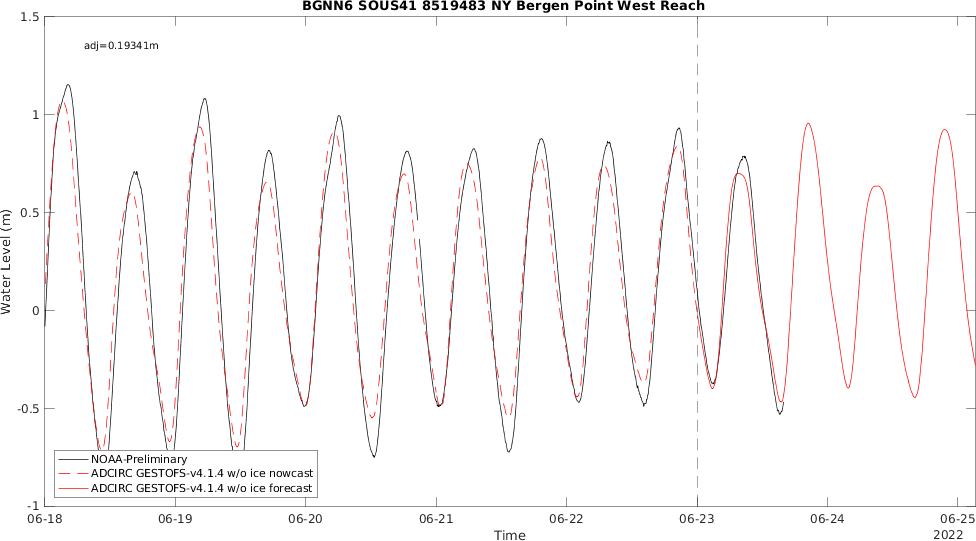 BGNN6 SOUS41 8519483 NY Bergen Point West Reach
adj=0.19341m
1.5
1
0.5
0
-0.5
-1
Water Level (m)
NOAA-Preliminary
ADCIRC GESTOFS-v4.1.4 w/o ice nowcast
ADCIRC GESTOFS-v4.1.4 w/o ice forecast
06-18 06-19 06-20 06-21 06-22 06-23 06-24 06-25
Time
2022